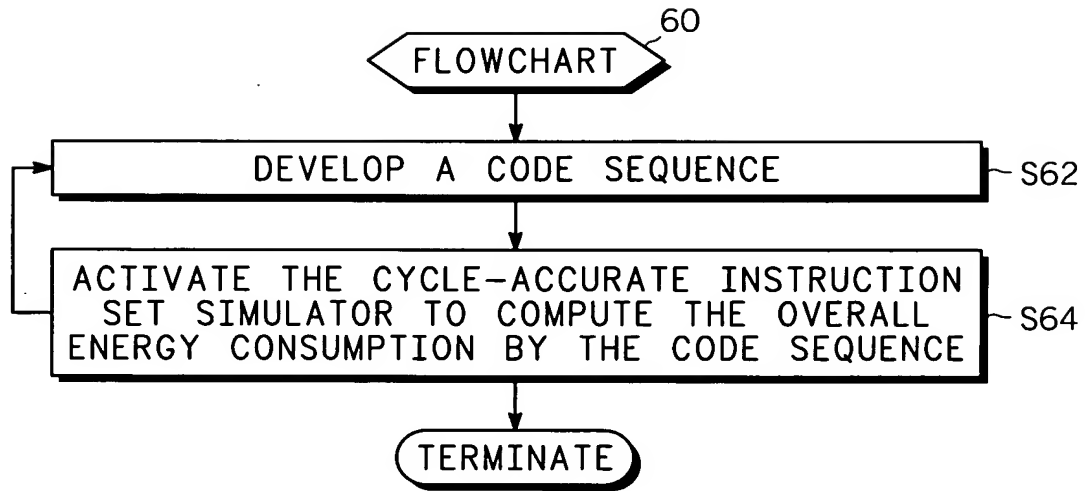 60
FLOWCHART
DEVELOP A CODE SEQUENCE
S62
ACTIVATE THE CYCLE-ACCURATE INSTRUCTION
SET SIMULATOR TO COMPUTE THE OVERALL
ENERGY CONSUMPTION BY THE CODE SEQUENCE
S64
TERMINATE